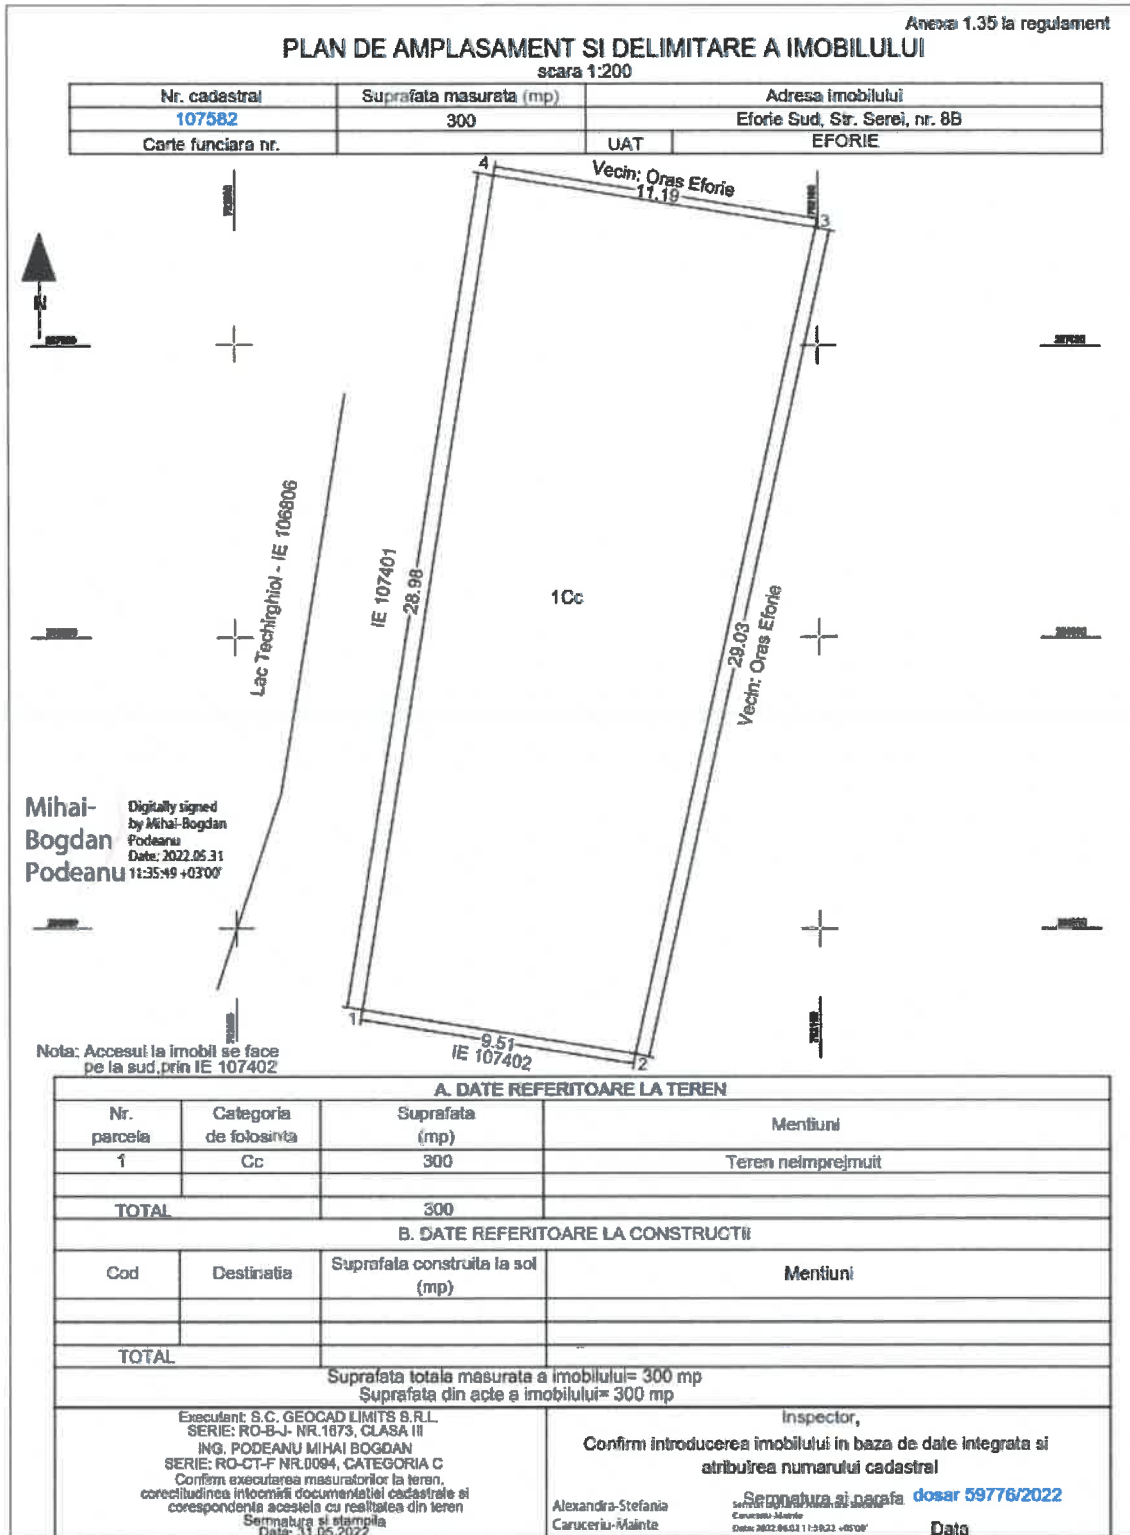 Anexa 1.35 la regulament
PLAN DE AMPLASAMENT SI DELIMITARE A IMOBILULUI
scara 1:200
Nr. cadastral Suprafata masurata (mp) Adresa imobilului
107582 300 Eforie Sud, Str. Serei, nr. 8B
Carte funciara nr. UAT EFORIE
4
Vecin: Oras Eforie
11.19
3
N
Lac Techirghiol - IE 106806
IE 107401
28.98
1Cc
29.03
Vecin: Oras Eforie
Mihai-
Bogdan
Podeanu
Digitally signed
by Mihai-Bogdan
Podeanu
Date: 2022.05.31
11:35:49 +03'00'
1
9.51
IE 107402
2
Nota: Accesul la imobil se face
pe la sud,prin IE 107402
A. DATE REFERITOARE LA TEREN
Nr. parcela Categoria de folosinta Suprafata (mp) Mentiuni
1 Cc 300 Teren neimprejmuit
TOTAL 300
B. DATE REFERITOARE LA CONSTRUCTII
Cod Destinatia Suprafata construita la sol (mp) Mentiuni
TOTAL
Suprafata totala masurata a imobilului= 300 mp
Suprafata din acte a imobilului= 300 mp
Executant: S.C. GEOCAD LIMITS S.R.L.
SERIE: RO-B-J- NR.1673, CLASA III
ING. PODEANU MIHAI BOGDAN
SERIE: RO-CT-F NR.0094, CATEGORIA C
Confirm executarea masuratorilor la teren,
corectitudinea intocmirii documentatiei cadastrale si
corespondenta acesteia cu realitatea din teren
Semnatura si stampila
Data: 31.05.2022
Inspector,
Confirm introducerea imobilului in baza de date integrata si
atribuirea numarului cadastral
Semnatura si parafa dosar 59776/2022
Alexandra-Stefania
Caruceriu-Mainte
Caruceriu-Mainte
Data